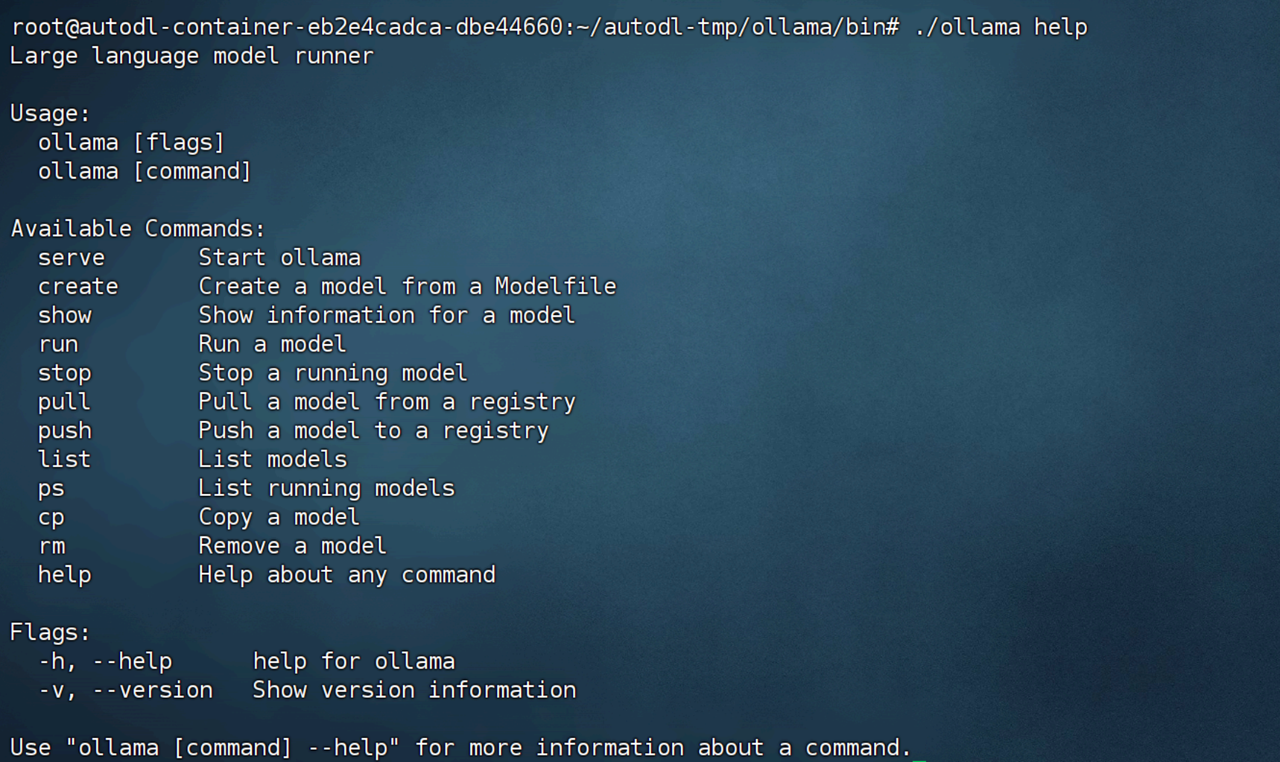 root@autodl-container-eb2e4cadca-dbe44660:~/autodl-tmp/ollama/bin# ./ollama help
Large language model runner

Usage:
  ollama [flags]
  ollama [command]

Available Commands:
  serve       Start ollama
  create      Create a model from a Modelfile
  show        Show information for a model
  run         Run a model
  stop        Stop a running model
  pull        Pull a model from a registry
  push        Push a model to a registry
  list        List models
  ps          List running models
  cp          Copy a model
  rm          Remove a model
  help        Help about any command

Flags:
  -h, --help      help for ollama
  -v, --version   Show version information

Use "ollama [command] --help" for more information about a command.